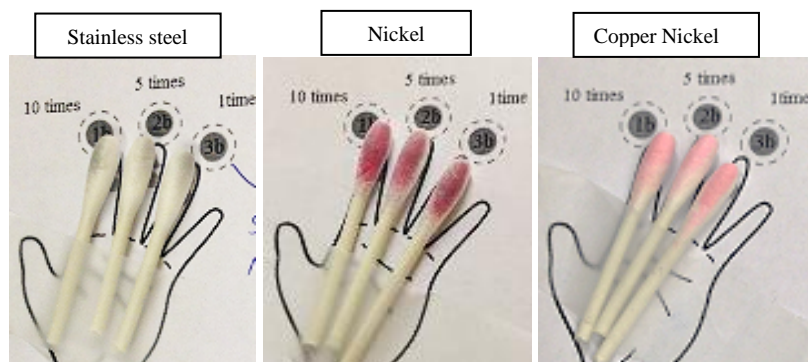 Stainless steel
Nickel
Copper Nickel
10 times
5 times
1time
1b
2b
3b
10 times
5 times
1time
1b
2b
3b
10 times
5 times
1time
1b
2b
3b